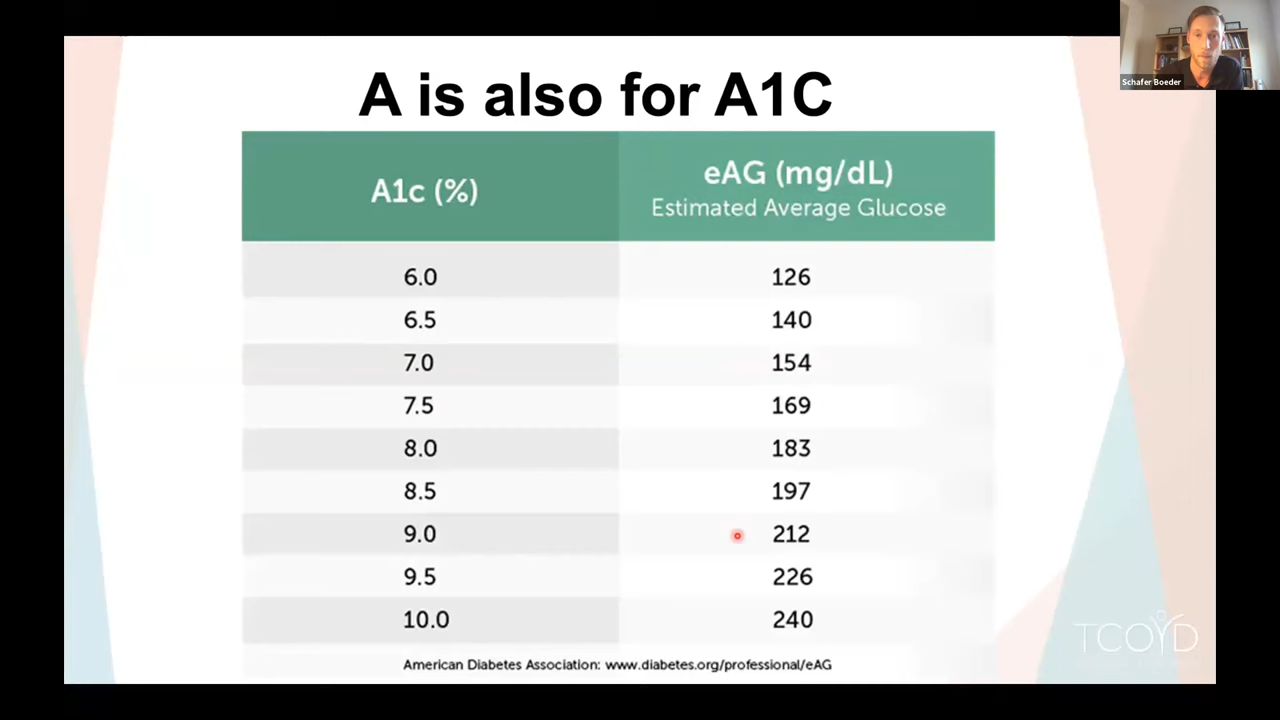 Schafer Boeder
A is also for A1C
A1c (%)
eAG (mg/dL)
Estimated Average Glucose
6.0 126
6.5 140
7.0 154
7.5 169
8.0 183
8.5 197
9.0 212
9.5 226
10.0 240
American Diabetes Association: www.diabetes.org/professional/eAG
TCOYD